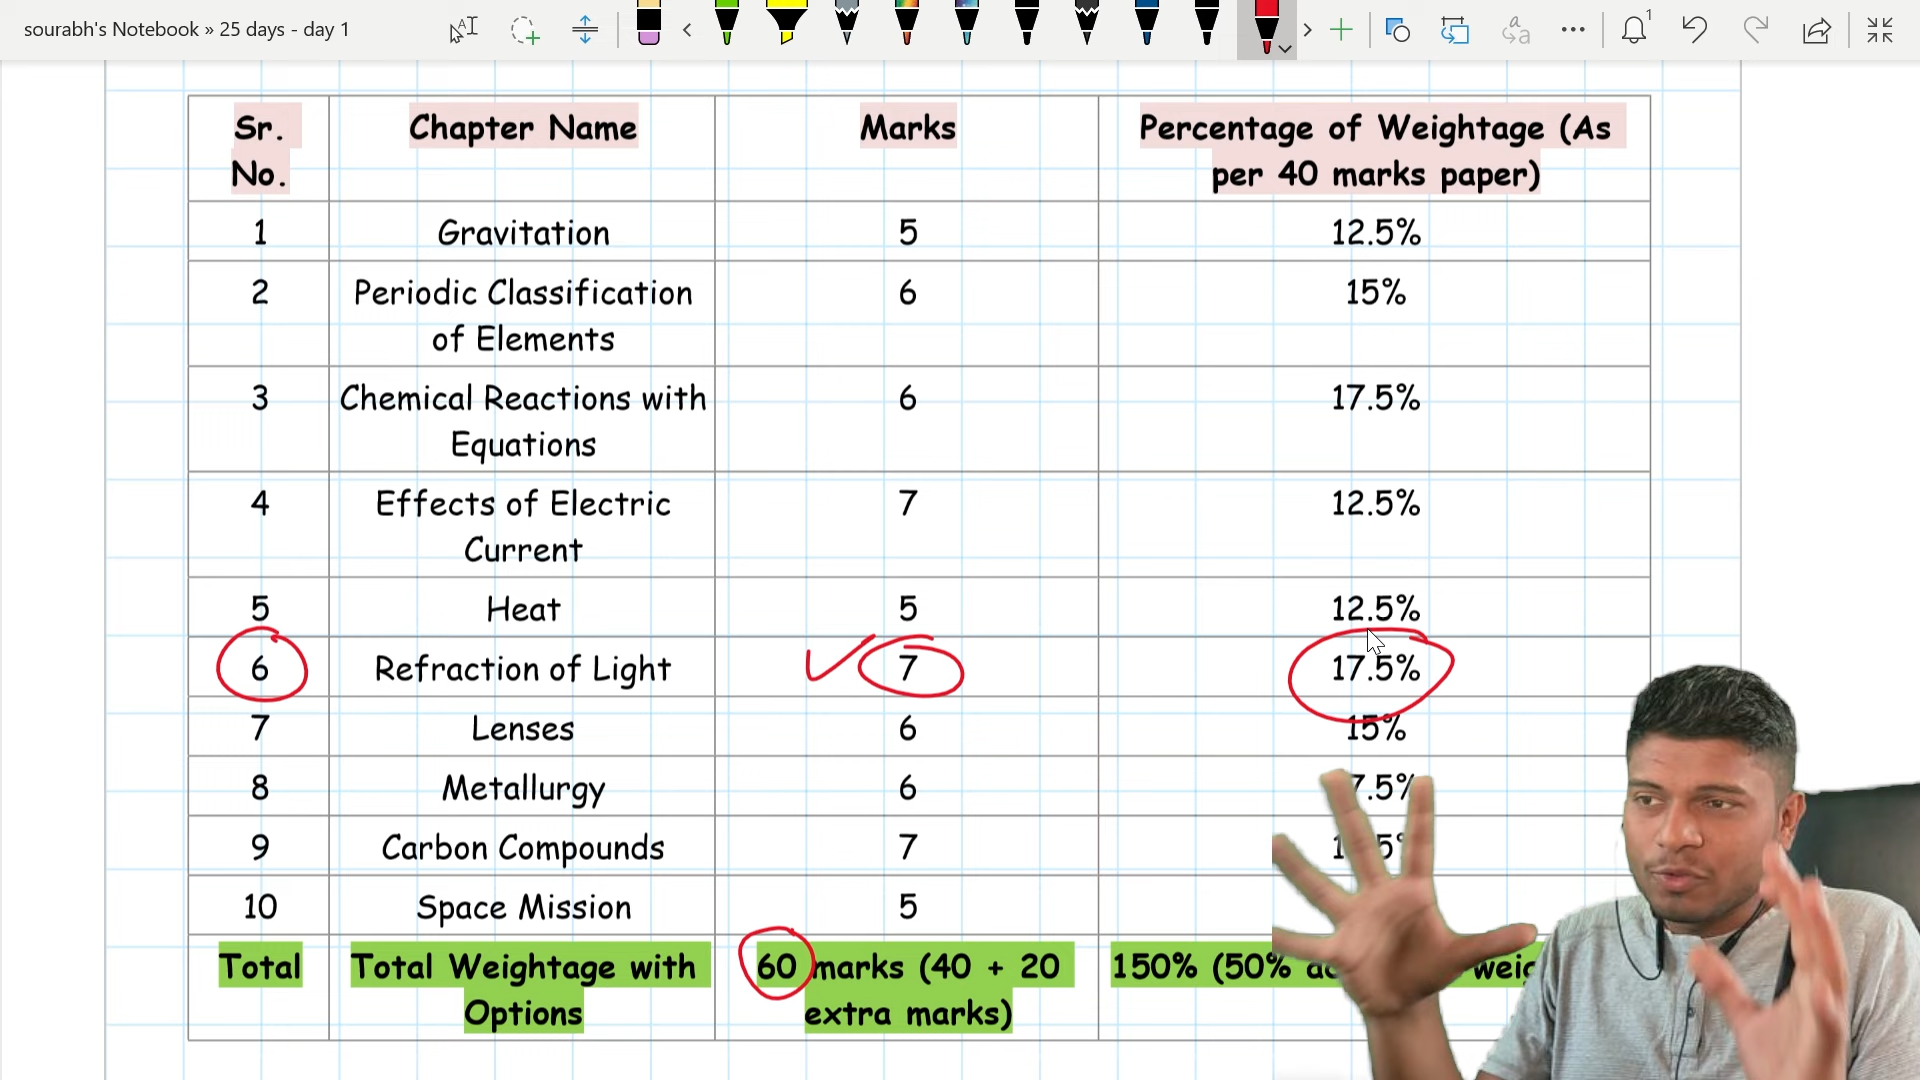 sourabh's Notebook » 25 days - day 1
Sr. No. Chapter Name Marks Percentage of Weightage (As per 40 marks paper)
1 Gravitation 5 12.5%
2 Periodic Classification of Elements 6 15%
3 Chemical Reactions with Equations 6 17.5%
4 Effects of Electric Current 7 12.5%
5 Heat 5 12.5%
6 Refraction of Light 7 17.5%
7 Lenses 6 15%
8 Metallurgy 6
9 Carbon Compounds 7
10 Space Mission 5
Total Total Weightage with Options 60 marks (40 + 20 extra marks) 150% (50%